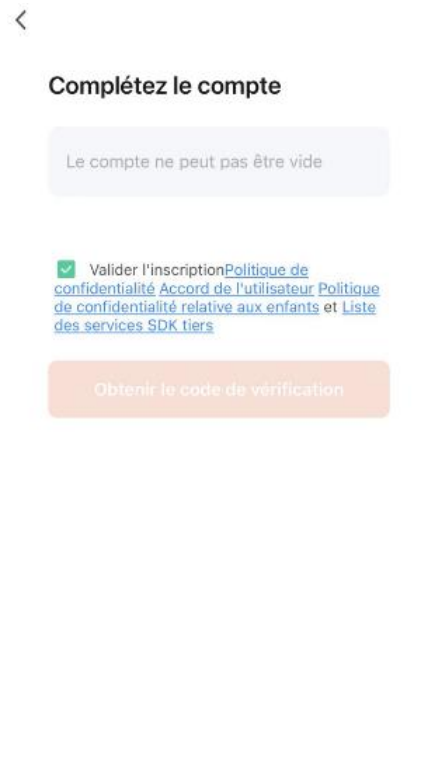 Complétez le compte
Le compte ne peut pas être vide
Valider l'inscriptionPolitique de
confidentialité Accord de l'utilisateur Politique
de confidentialité relative aux enfants et Liste
des services SDK tiers
Obtenir le code de vérification